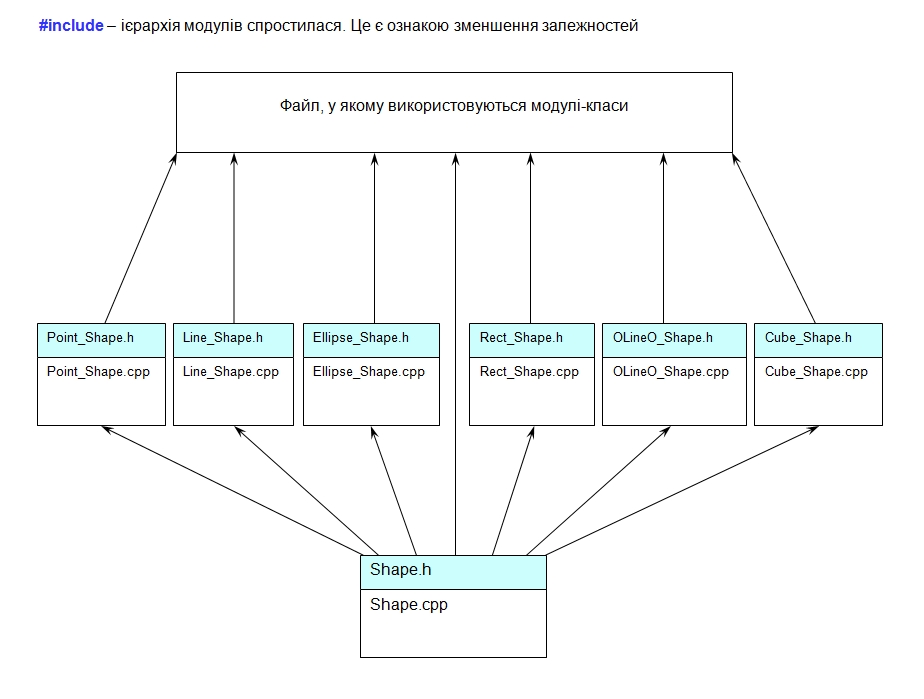 #include – ієрархія модулів спростилася. Це є ознакою зменшення залежностей
Файл, у якому використовуються модулі-класи
Point_Shape.h
Line_Shape.h
Ellipse_Shape.h
Rect_Shape.h
OLineO_Shape.h
Cube_Shape.h
Point_Shape.cpp
Line_Shape.cpp
Ellipse_Shape.cpp
Rect_Shape.cpp
OLineO_Shape.cpp
Cube_Shape.cpp
Shape.h
Shape.cpp